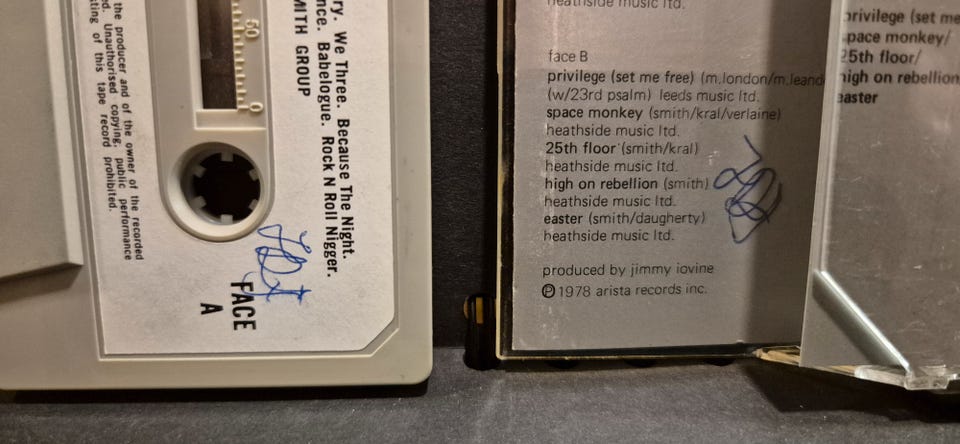 ry. We Three. Because The Night.
nce. Babelogue. Rock N Roll Nigger.
MITH GROUP
50
0
FACE
A
the producer and of the owner of the recorded
ed. Unauthorised copying, public performance
sting of this tape record prohibited.
heathside music ltd.
face B
privilege (set me free) (m.london/m.leand
(w/23rd psalm) leeds music ltd.
space monkey (smith/kral/verlaine)
heathside music ltd.
25th floor (smith/kral)
heathside music ltd.
high on rebellion (smith)
heathside music ltd.
easter (smith/daugherty)
heathside music ltd.
produced by jimmy iovine
Ⓟ 1978 arista records inc.
privilege (set me
space monkey/
25th floor/
high on rebellion
easter